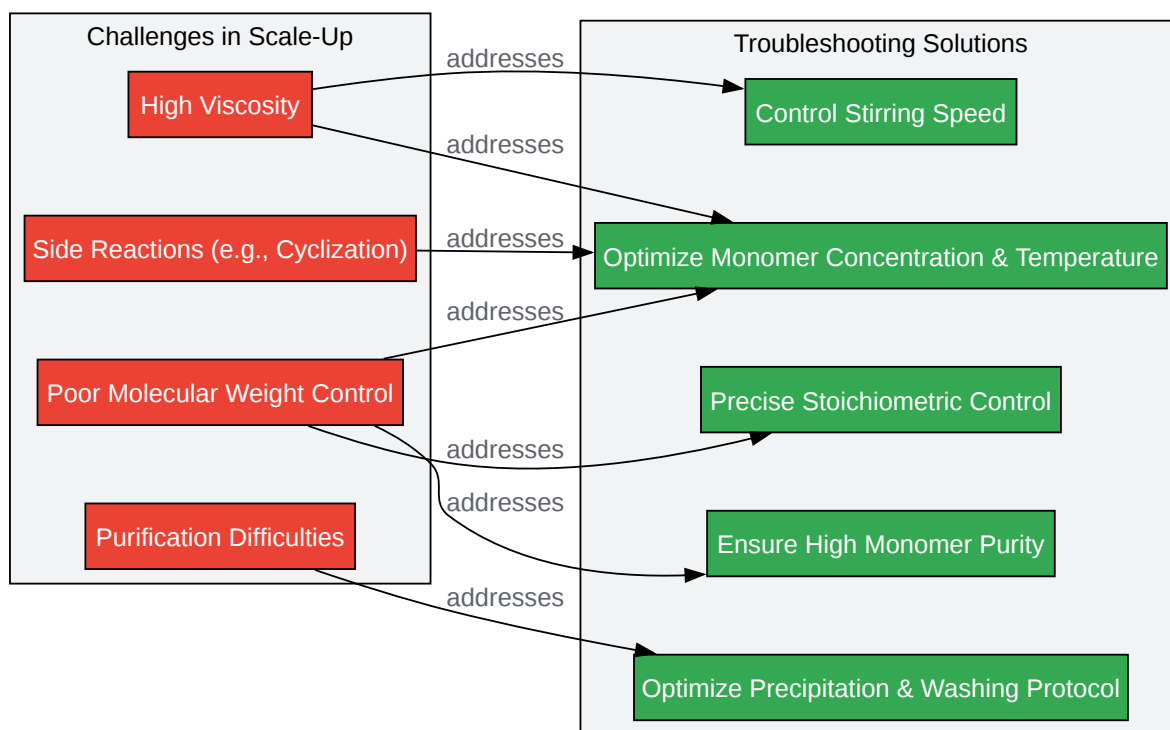 Challenges in Scale-Up
High Viscosity
Side Reactions (e.g., Cyclization)
Poor Molecular Weight Control
Purification Difficulties
addresses
addresses
addresses
addresses
addresses
addresses
addresses
Troubleshooting Solutions
Control Stirring Speed
Optimize Monomer Concentration & Temperature
Precise Stoichiometric Control
Ensure High Monomer Purity
Optimize Precipitation & Washing Protocol